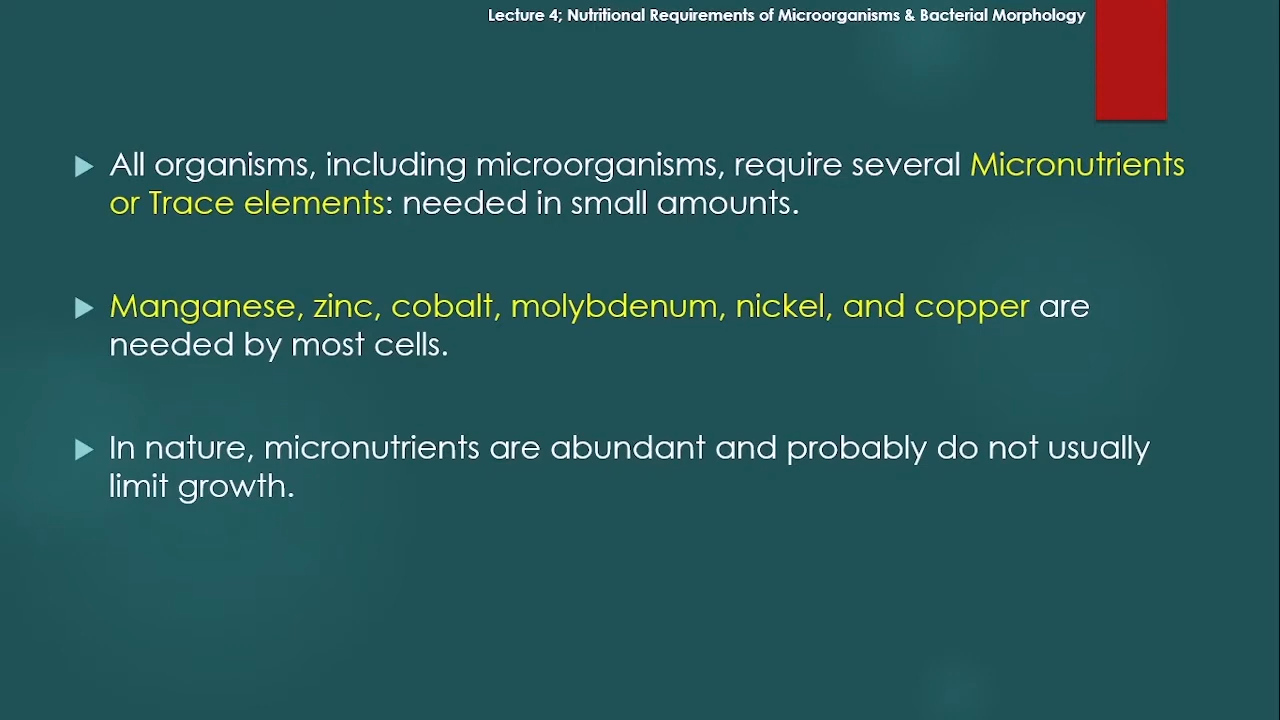 Lecture 4; Nutritional Requirements of Microorganisms & Bacterial Morphology
All organisms, including microorganisms, require several Micronutrients
or Trace elements: needed in small amounts.
Manganese, zinc, cobalt, molybdenum, nickel, and copper are
needed by most cells.
In nature, micronutrients are abundant and probably do not usually
limit growth.